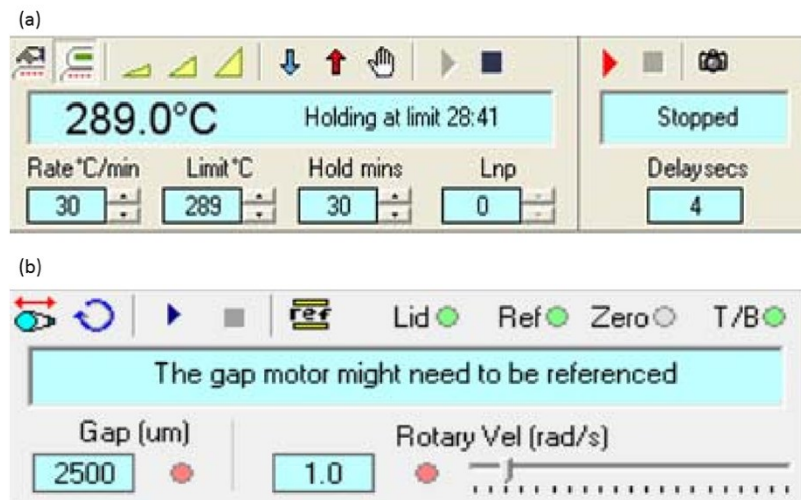 (a)
289.0°C Holding at limit 28:41 Stopped
Rate °C/min Limit °C Hold mins Lnp Delay secs
30 289 30 0 4
(b)
ref Lid Ref Zero T/B
The gap motor might need to be referenced
Gap (um) Rotary Vel (rad/s)
2500 1.0